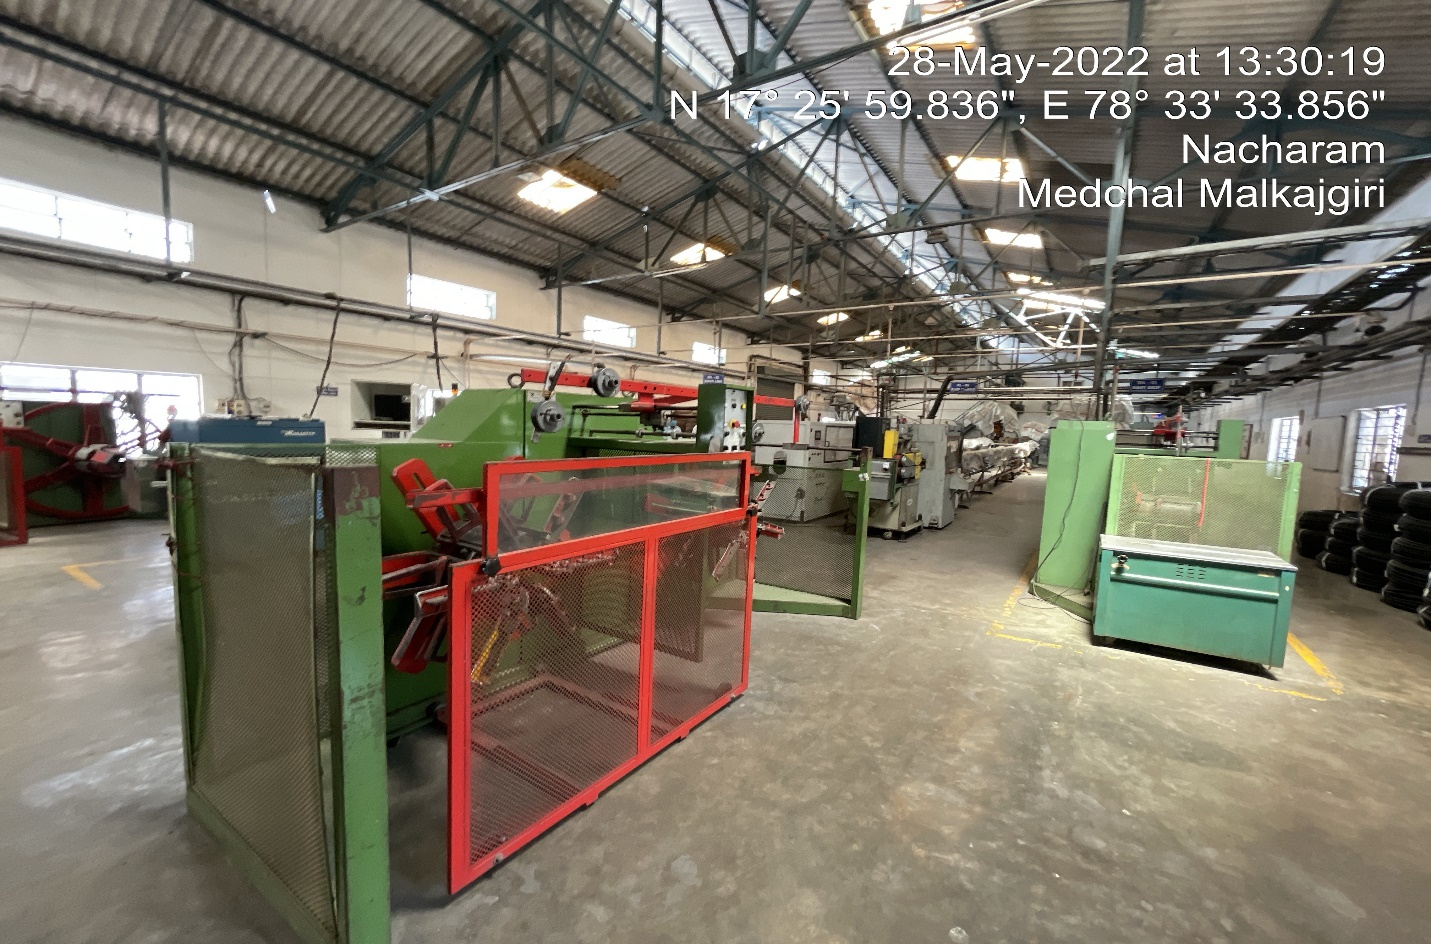 28-May-2022 at 13:30:19
N 17° 25' 59.836", E 78° 33' 33.856"
Nacharam
Medchal Malkajgiri